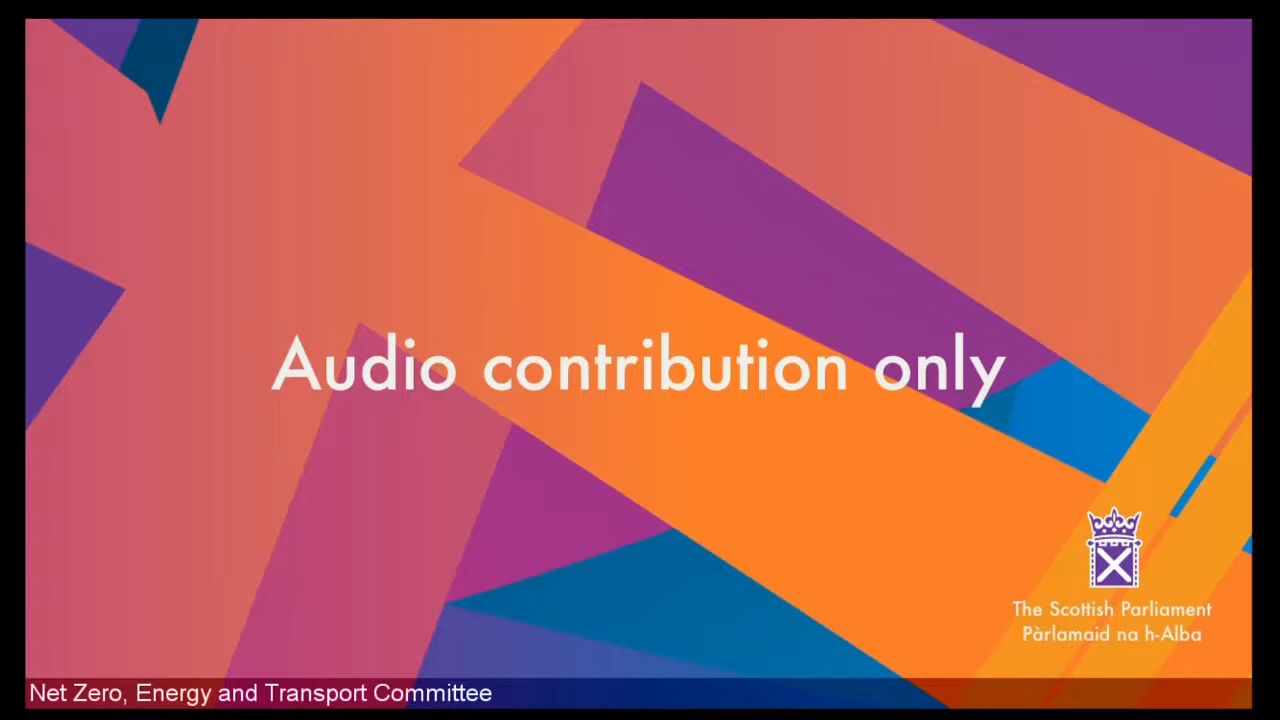 Audio contribution only
The Scottish Parliament
Pàrlamaid na h-Alba
Net Zero, Energy and Transport Committee